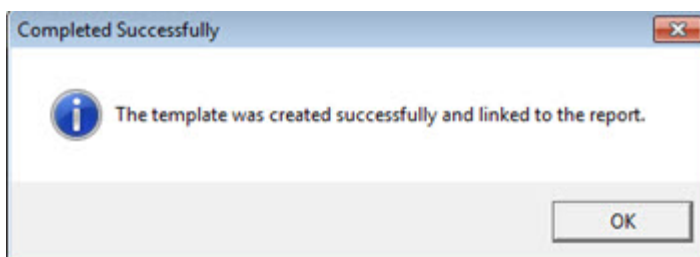 Completed Successfully
The template was created successfully and linked to the report.
OK